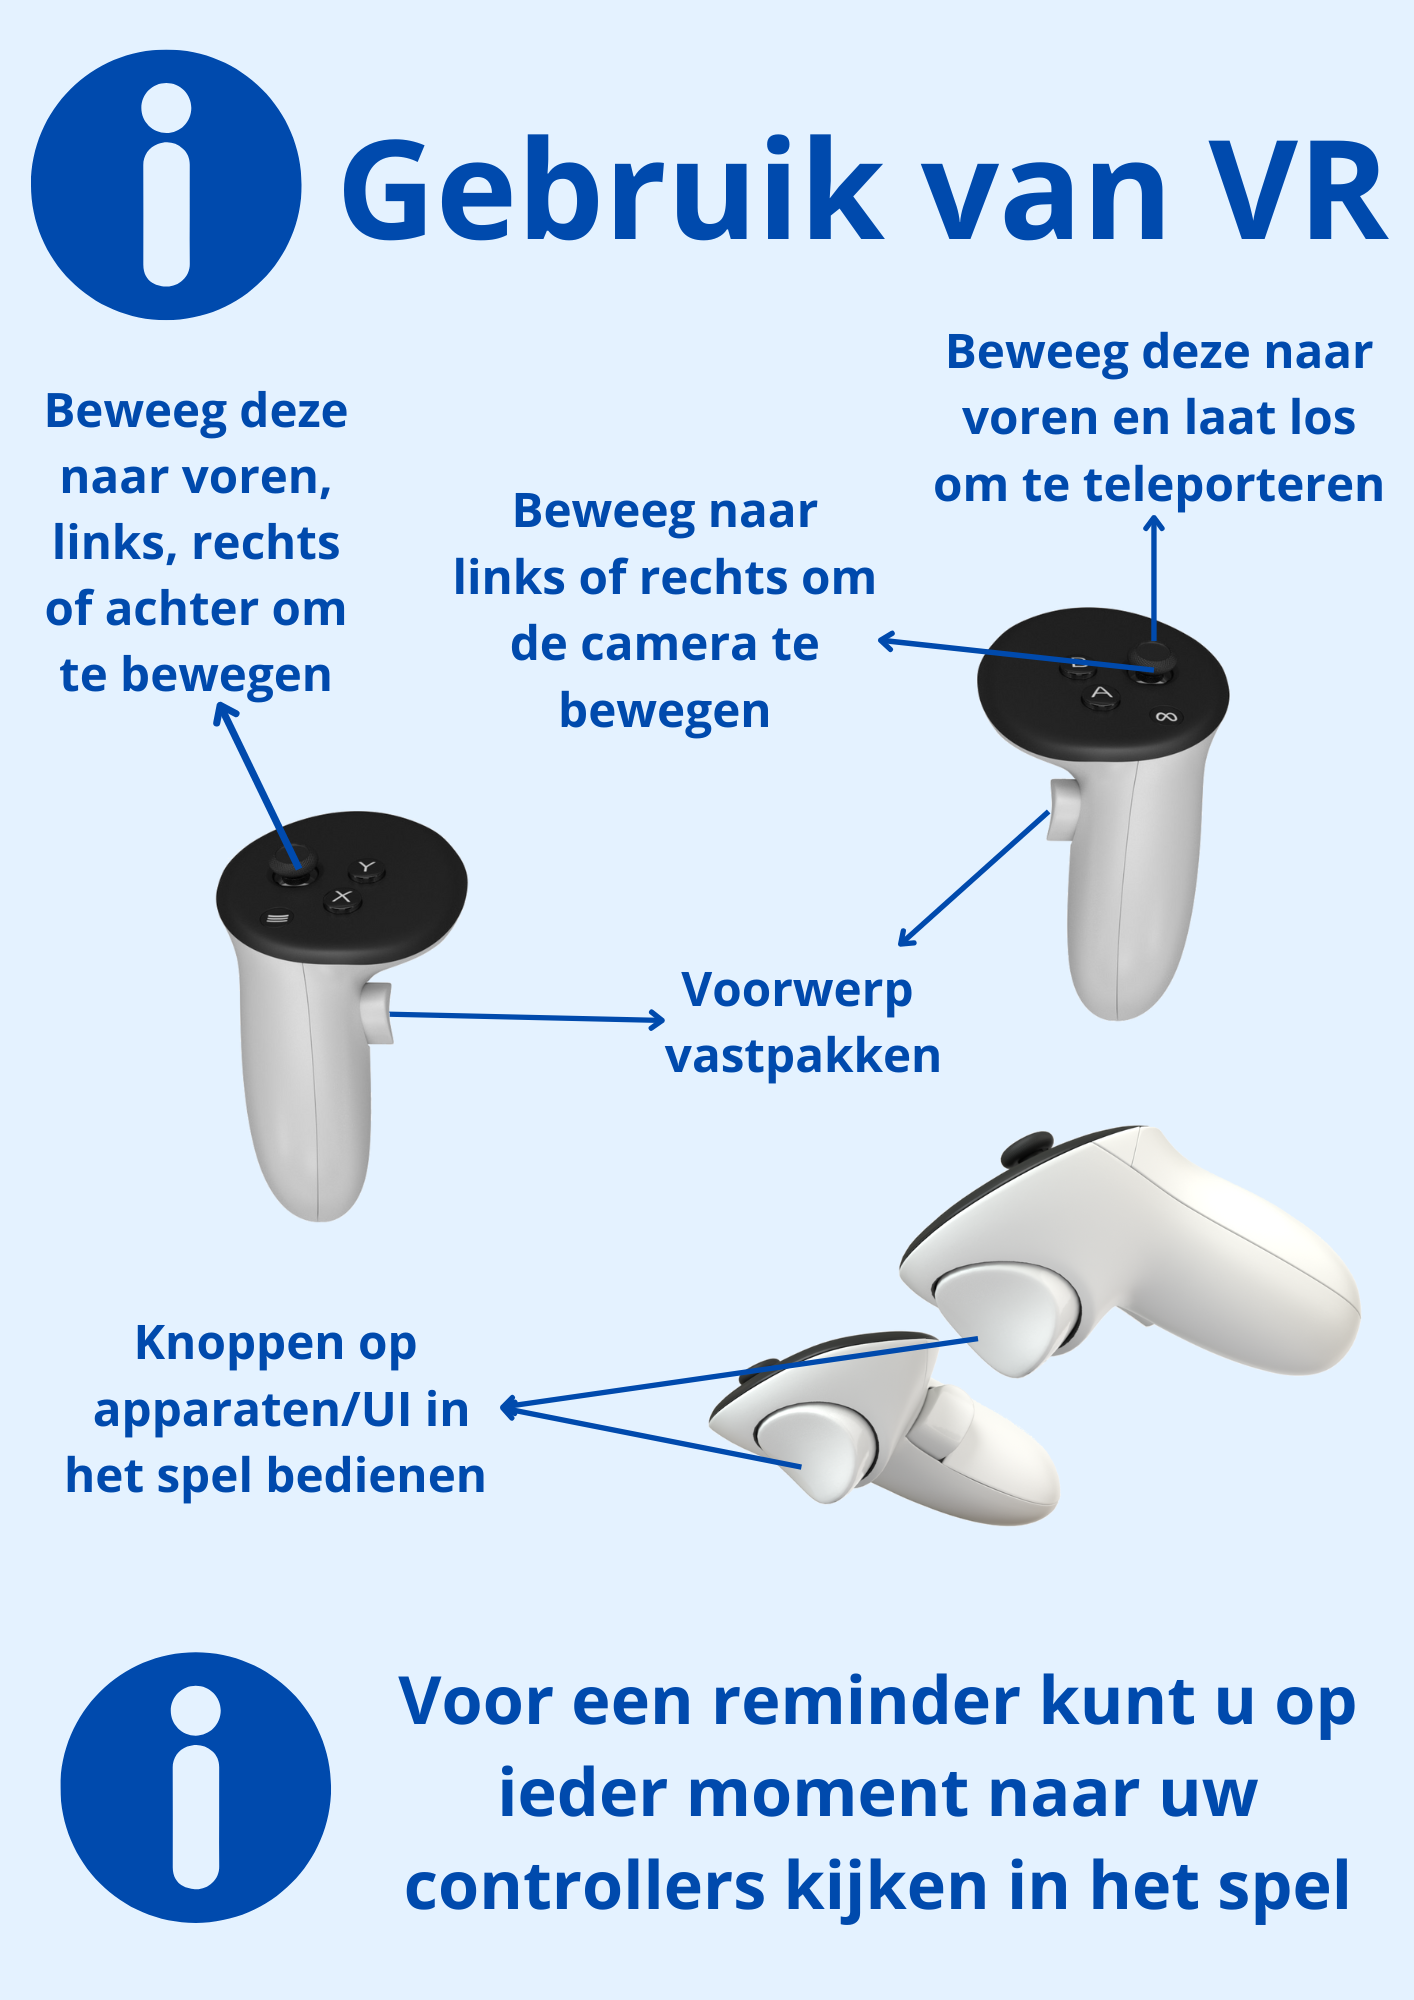 Gebruik van VR
Beweeg deze naar
voren en laat los
om te teleporteren
Beweeg deze
naar voren,
links, rechts
of achter om
te bewegen
Beweeg naar
links of rechts om
de camera te
bewegen
B
A
Y
X
Voorwerp
vastpakken
Knoppen op
apparaten/UI in
het spel bedienen
Voor een reminder kunt u op
ieder moment naar uw
controllers kijken in het spel